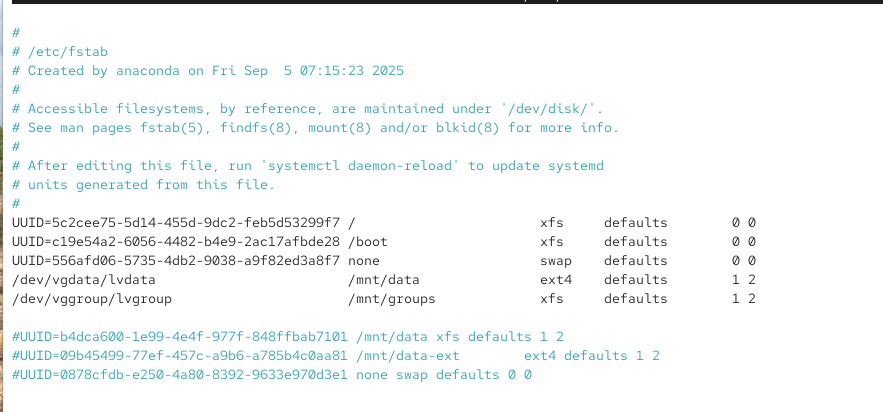 #
# /etc/fstab
# Created by anaconda on Fri Sep  5 07:15:23 2025
#
# Accessible filesystems, by reference, are maintained under '/dev/disk/'.
# See man pages fstab(5), findfs(8), mount(8) and/or blkid(8) for more info.
#
# After editing this file, run 'systemctl daemon-reload' to update systemd
# units generated from this file.
#
UUID=5c2cee75-5d14-455d-9dc2-feb5d53299f7 /                       xfs     defaults        0 0
UUID=c19e54a2-6056-4482-b4e9-2ac17afbde28 /boot                   xfs     defaults        0 0
UUID=556afd06-5735-4db2-9038-a9f82ed3a8f7 none                    swap    defaults        0 0
/dev/vgdata/lvdata                        /mnt/data               ext4    defaults        1 2
/dev/vggroup/lvgroup                      /mnt/groups             xfs     defaults        1 2

#UUID=b4dca600-1e99-4e4f-977f-848ffbab7101 /mnt/data xfs defaults 1 2
#UUID=09b45499-77ef-457c-a9b6-a785b4c0aa81 /mnt/data-ext        ext4 defaults 1 2
#UUID=0878cfdb-e250-4a80-8392-9633e970d3e1 none swap defaults 0 0